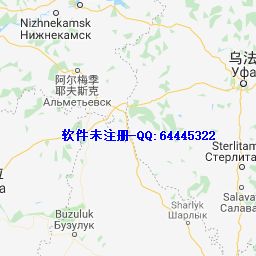 Nizhnekamsk
Нижнекамск
乌法
Уфа
阿尔梅季
耶夫斯克
Альметьевск
软件未注册-QQ:64445322
Sterlitam
Стерлита
Salava
Салава
Sharlyk
Шарлык
Buzuluk
Бузулук
а